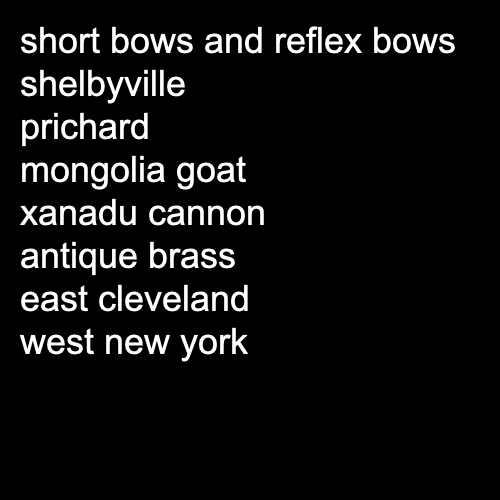 short bows and reflex bows
shelbyville
prichard
mongolia goat
xanadu cannon
antique brass
east cleveland
west new york